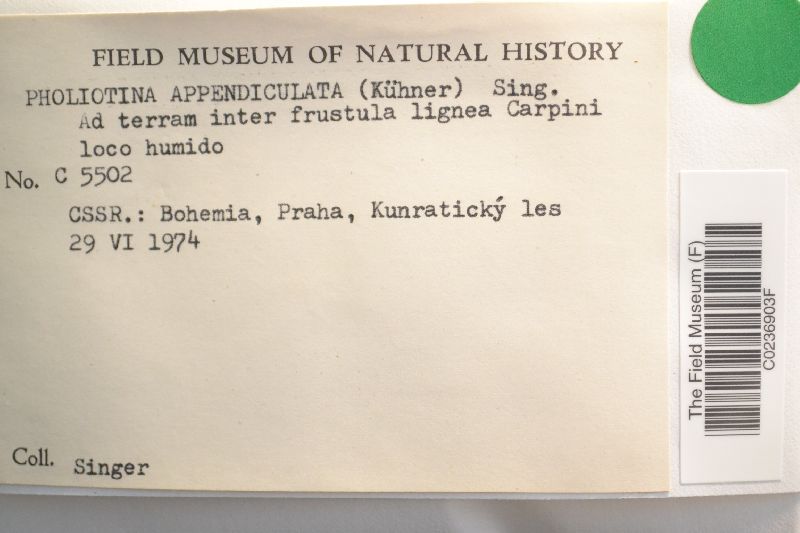 FIELD MUSEUM OF NATURAL HISTORY
PHOLIOTINA APPENDICULATA (Kühner) Sing.
Ad terram inter frustula lignea Carpini
loco humido
No. C 5502
CSSR.: Bohemia, Praha, Kunratický les
29 VI 1974
Coll. Singer
The Field Museum (F)
C0236903F